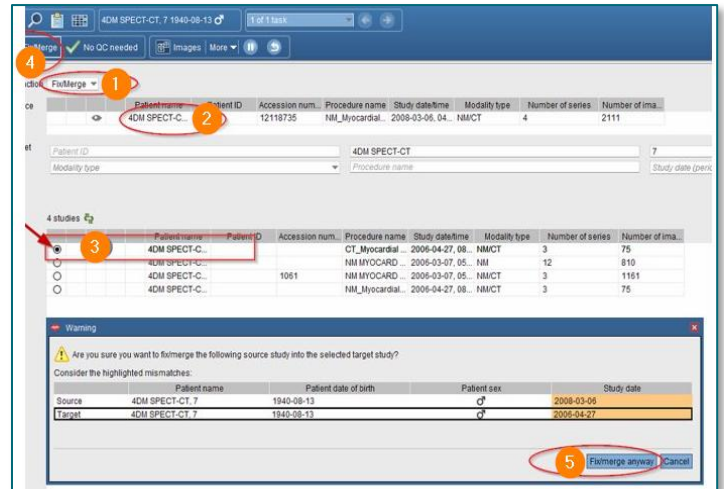 4DM SPECT-CT, 7 1940-08-13 ♂ 1 of 1 task
/Merge No QC needed Images More
4
Fix/Merge 1
Patient name Patient ID Accession num... Procedure name Study date/time Modality type Number of series Number of ima...
4DM SPECT-C... 2 12118735 NM_Myocardial... 2008-03-06, 04... NM/CT 4 2111
Patient ID 4DM SPECT-CT 7
Modality type Procedure name Study date (peri
4 studies
Patient name Patient ID Accession num... Procedure name Study date/time Modality type Number of series Number of ima...
3 4DM SPECT-C... CT_Myocardial ... 2006-04-27, 08... NM/CT 3 75
4DM SPECT-C... NM MYOCARD ... 2006-03-07, 05... NM 12 810
4DM SPECT-C... 1061 NM MYOCARD ... 2006-03-07, 05... NM/CT 3 1161
4DM SPECT-C... NM_Myocardial... 2006-04-27, 08... NM/CT 3 75
Warning
Are you sure you want to fix/merge the following source study into the selected target study?
Consider the highlighted mismatches:
Patient name Patient date of birth Patient sex Study date
Source 4DM SPECT-CT, 7 1940-08-13 ♂ 2008-03-06
Target 4DM SPECT-CT, 7 1940-08-13 ♂ 2006-04-27
5 Fix/merge anyway Cancel